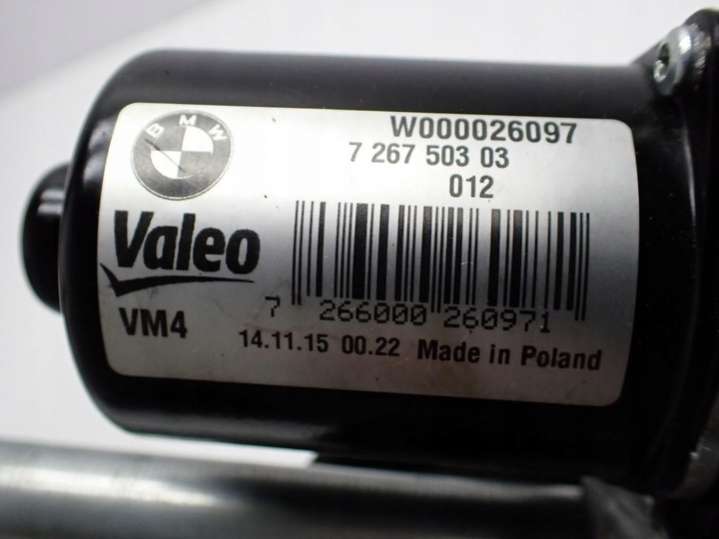 BMW
W000026097
7 267 503 03
012
Valeo
7 266000 260971
VM4
14.11.15 00.22 Made in Poland